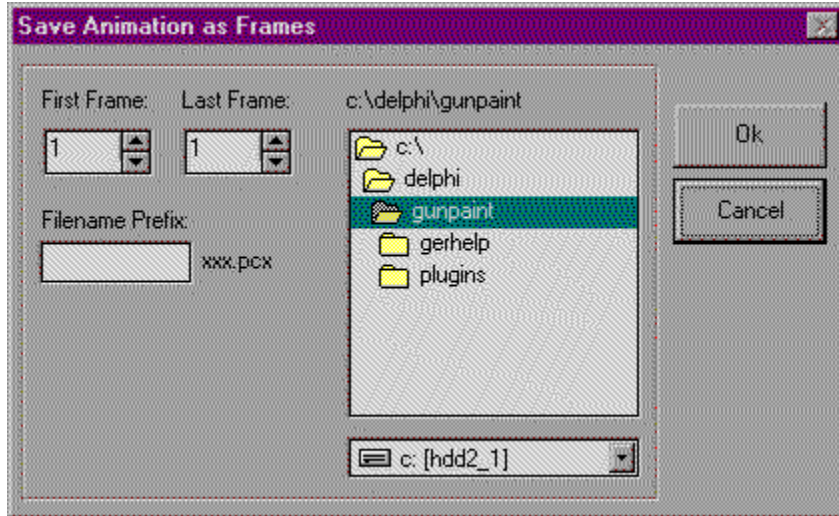 Save Animation as Frames
First Frame:
Last Frame:
1
1
Filename Prefix:
xxx.pcx
c:\delphi\gunpaint
c:\
delphi
gunpaint
gerhelp
plugins
c: [hdd2_1]
Ok
Cancel